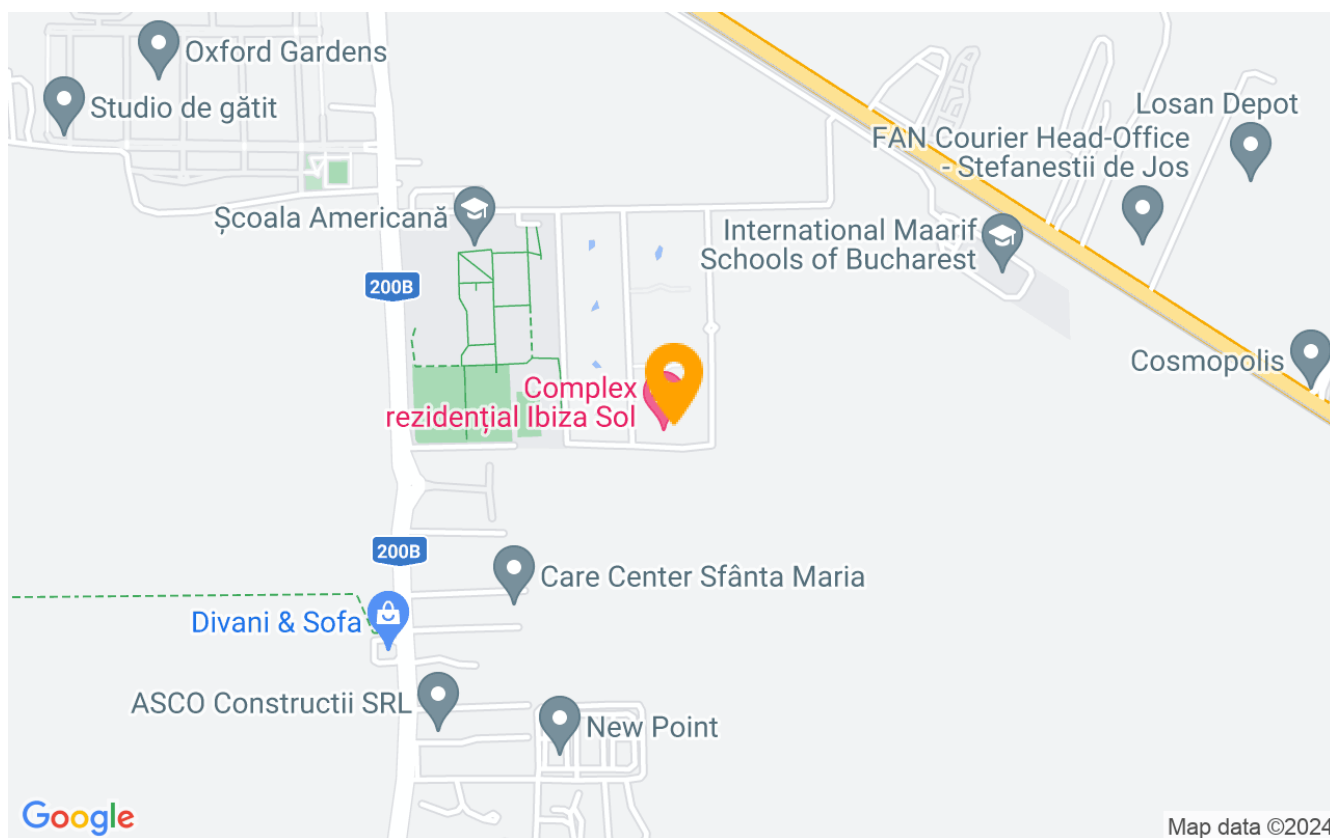 Oxford Gardens
Studio de gătit
Losan Depot
FAN Courier Head-Office
- Stefanestii de Jos
Școala Americană
International Maarif
Schools of Bucharest
200B
Cosmopolis
Complex
rezidențial Ibiza Sol
200B
Care Center Sfânta Maria
Divani & Sofa
ASCO Constructii SRL
New Point
Google
Map data ©2024